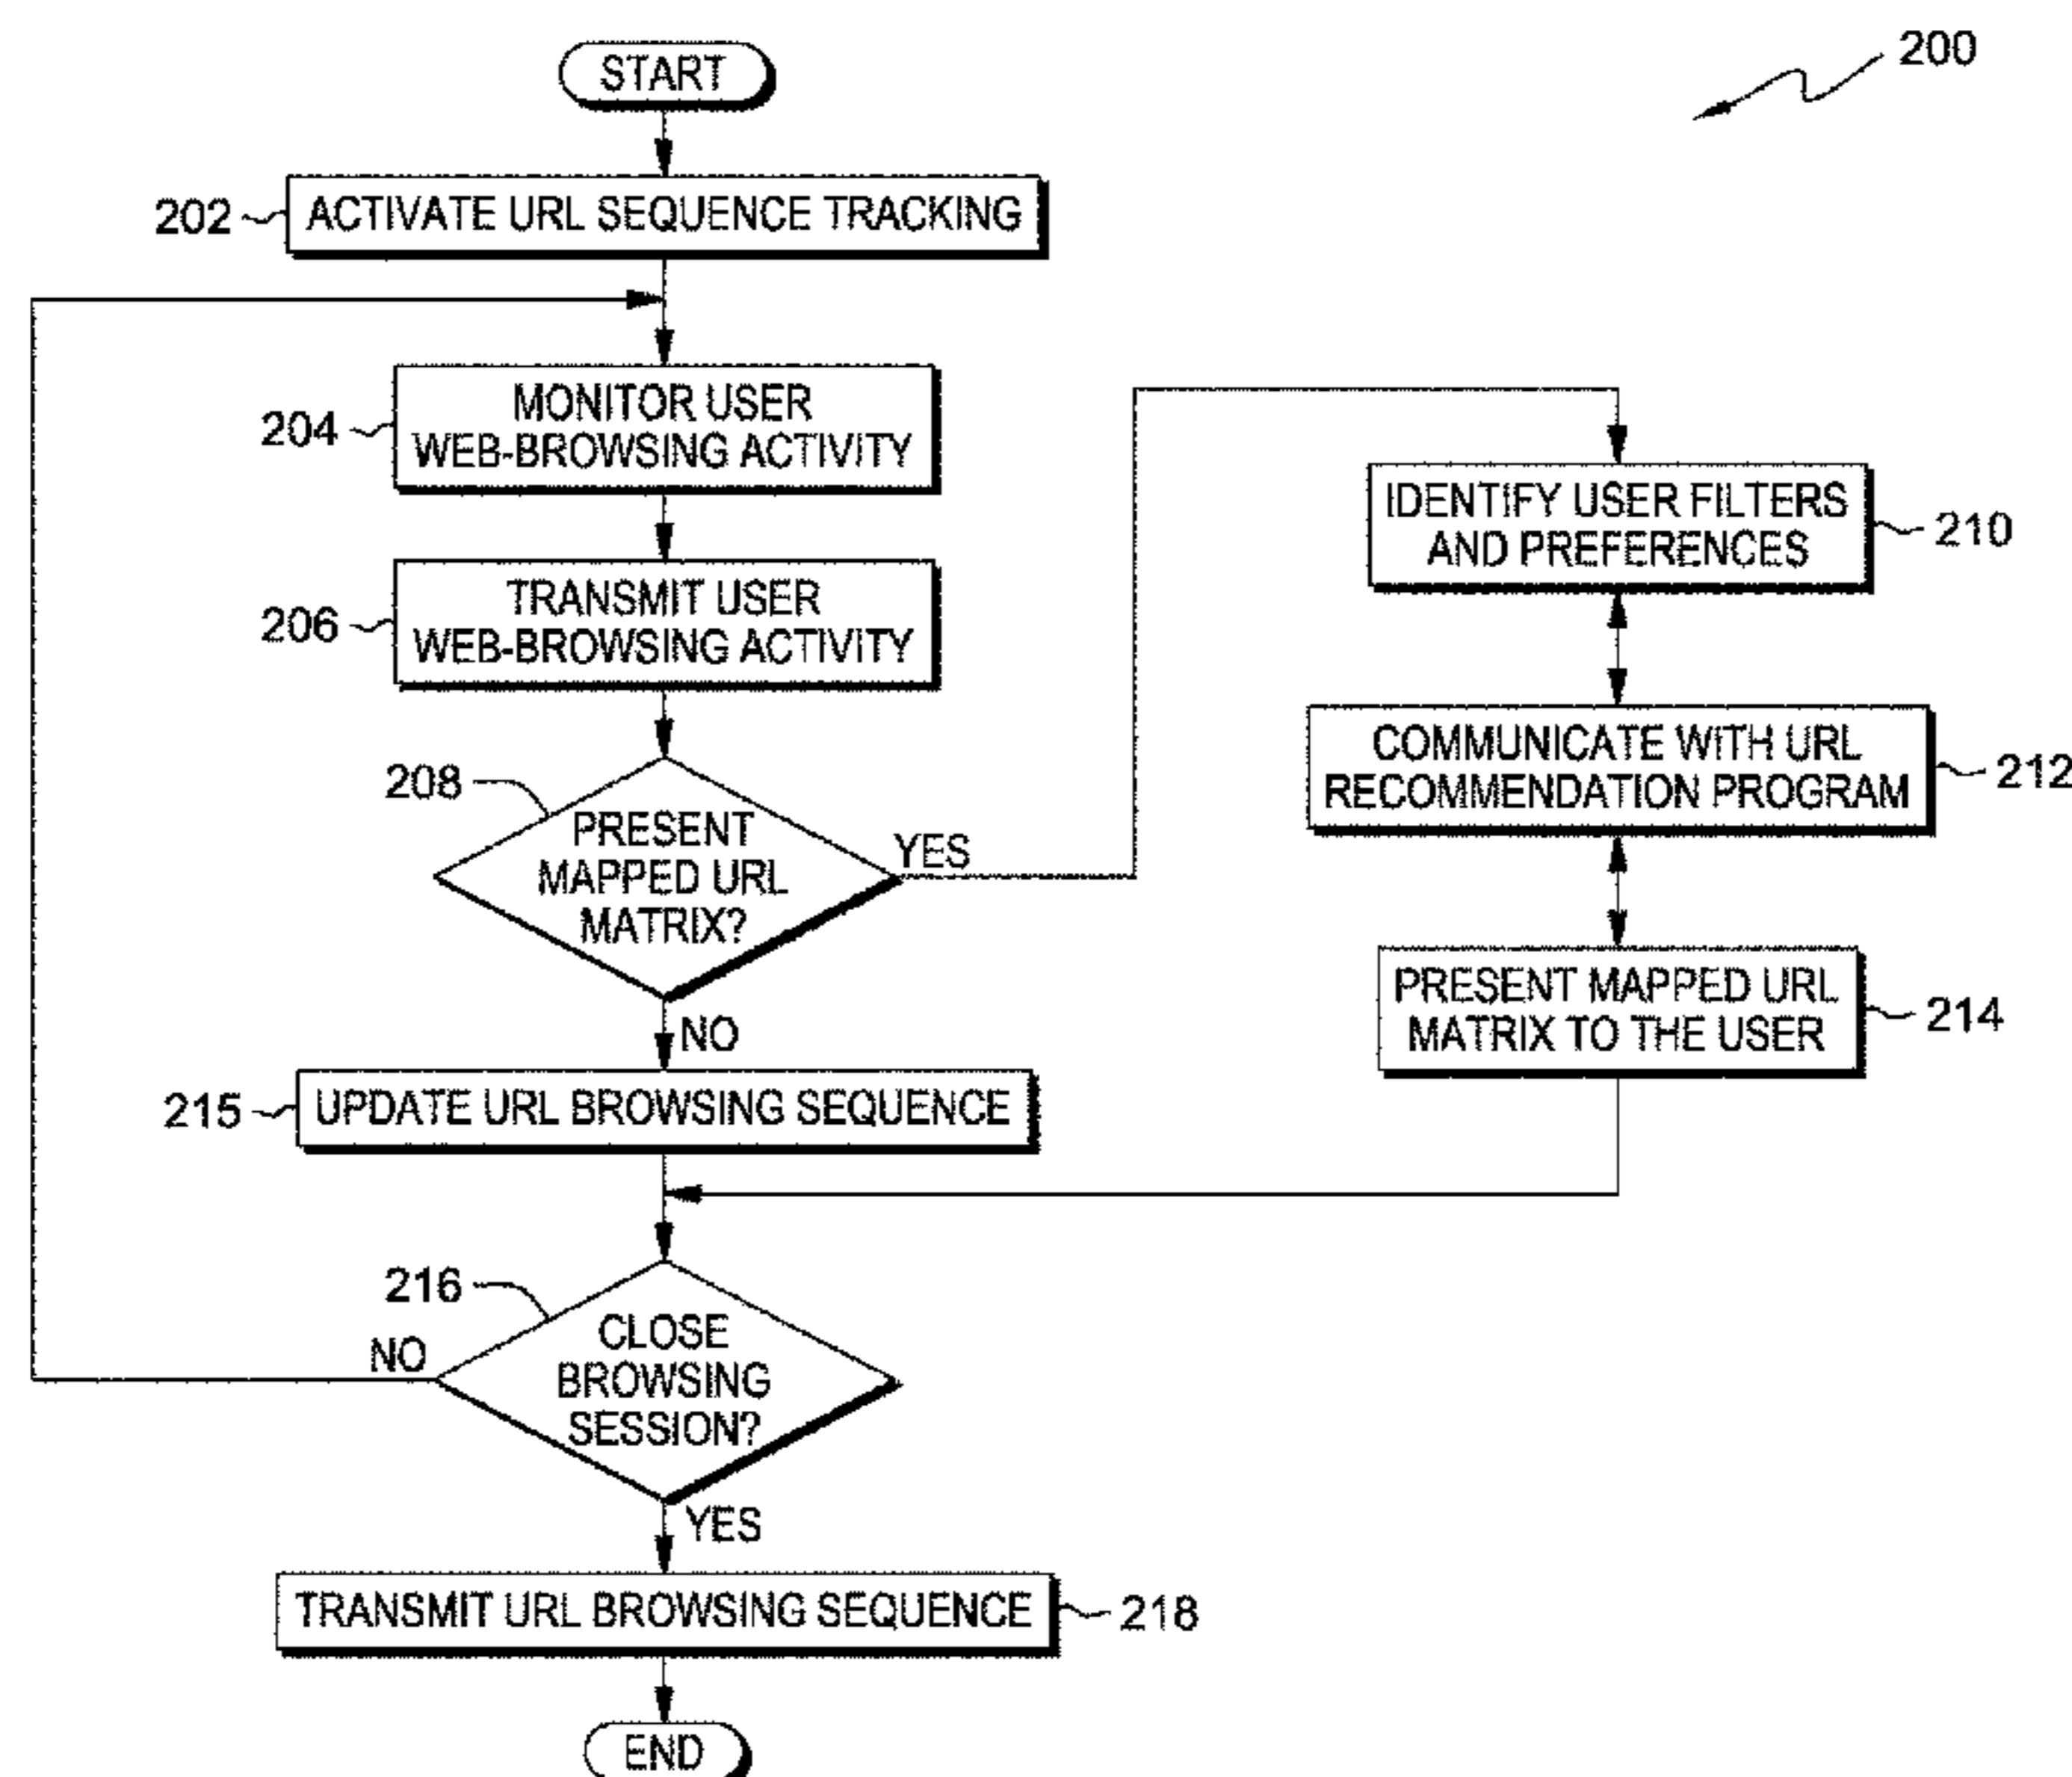 200
START
202
ACTIVATE URL SEQUENCE TRACKING
204
MONITOR USER
WEB-BROWSING ACTIVITY
206
TRANSMIT USER
WEB-BROWSING ACTIVITY
208
PRESENT
MAPPED URL
MATRIX?
YES
NO
IDENTIFY USER FILTERS
AND PREFERENCES
210
COMMUNICATE WITH URL
RECOMMENDATION PROGRAM
212
PRESENT MAPPED URL
MATRIX TO THE USER
214
215
UPDATE URL BROWSING SEQUENCE
216
CLOSE
BROWSING
SESSION?
NO
YES
TRANSMIT URL BROWSING SEQUENCE
218
END